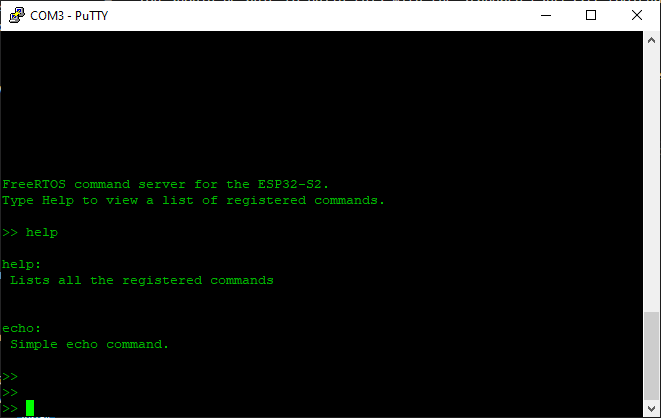 COM3 - PuTTY
FreeRTOS command server for the ESP32-S2.
Type Help to view a list of registered commands.
>> help
help:
Lists all the registered commands
echo:
Simple echo command.
>>
>>
>>